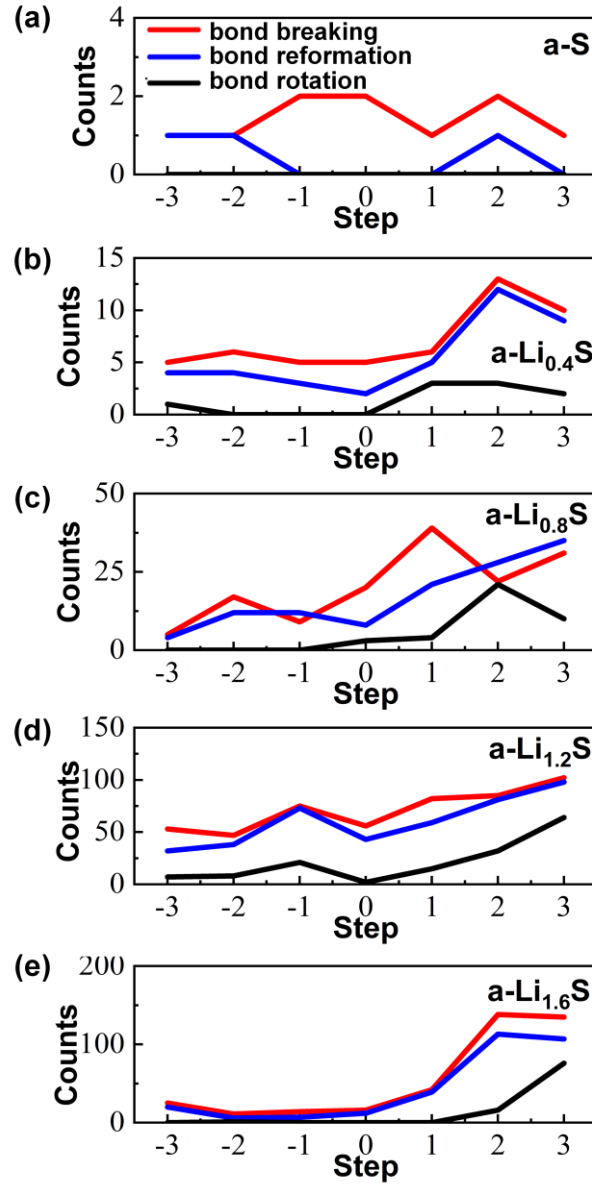 (a)
4
bond breaking
a-S
bond reformation
bond rotation
Counts
2
0
-3 -2 -1 0 1 2 3
Step
(b)
15
10
a-Li0.4S
Counts
5
0
-3 -2 -1 0 1 2 3
Step
(c)
50
a-Li0.8S
Counts
25
0
-3 -2 -1 0 1 2 3
Step
(d)
150
a-Li1.2S
Counts
100
50
0
-3 -2 -1 0 1 2 3
Step
(e)
200
a-Li1.6S
Counts
100
0
-3 -2 -1 0 1 2 3
Step